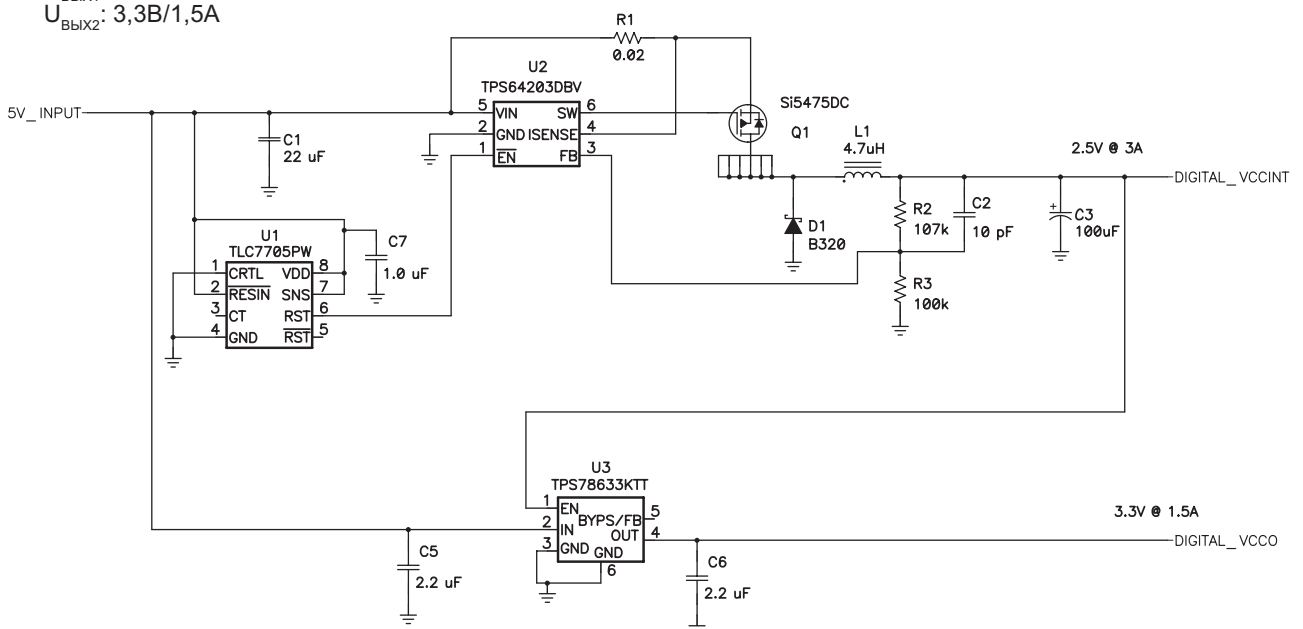 U_ВЫХ2: 3,3В/1,5А
R1
0.02
U2
TPS64203DBV
5V_INPUT
5 VIN SW 6
2 GND ISENSE 4
1 EN FB 3
Si5475DC
Q1
C1
22 uF
L1
4.7uH
2.5V @ 3A
DIGITAL_VCCINT
R2
107k
C2
10 pF
C3
+
100uF
D1
B320
R3
100k
U1
TLC7705PW
1 CRTL VDD 8
2 RESIN SNS 7
3 CT RST 6
4 GND RST 5
C7
1.0 uF
U3
TPS78633KTT
1 EN
BYPS/FB 5
2 IN
OUT 4
3 GND GND
6
3.3V @ 1.5A
DIGITAL_VCCO
C5
2.2 uF
C6
2.2 uF